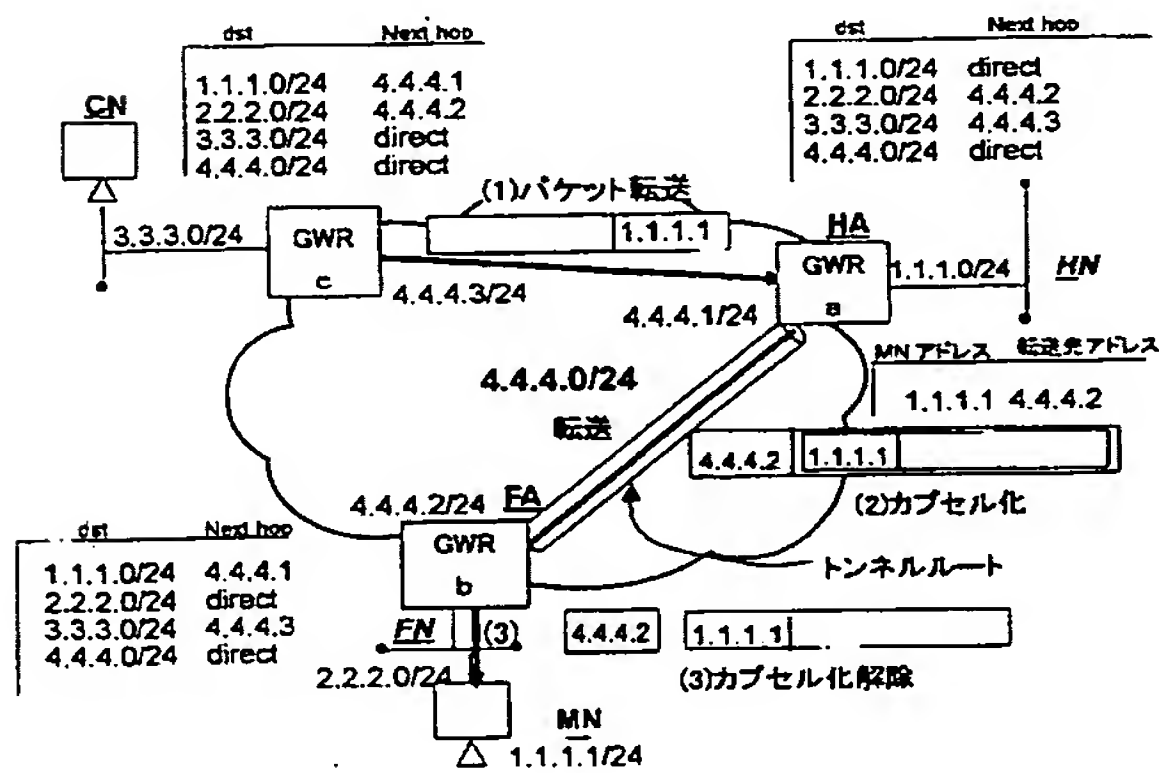 dst Next hop
1.1.1.0/24 4.4.4.1
2.2.2.0/24 4.4.4.2
3.3.3.0/24 direct
4.4.4.0/24 direct
dst Next hop
1.1.1.0/24 direct
2.2.2.0/24 4.4.4.2
3.3.3.0/24 4.4.4.3
4.4.4.0/24 direct
CN
(1)パケット転送
1.1.1.1
3.3.3.0/24
GWR
c
4.4.4.3/24
HA
GWR
a
1.1.1.0/24
HN
4.4.4.1/24
MN アドレス 転送先アドレス
1.1.1.1 4.4.4.2
4.4.4.0/24
転送
4.4.4.2 1.1.1.1
(2)カプセル化
4.4.4.2/24
FA
GWR
b
トンネルルート
dst Next hop
1.1.1.0/24 4.4.4.1
2.2.2.0/24 direct
3.3.3.0/24 4.4.4.3
4.4.4.0/24 direct
FN
(3)
4.4.4.2 1.1.1.1
(3)カプセル化解除
2.2.2.0/24
MN
1.1.1.1/24